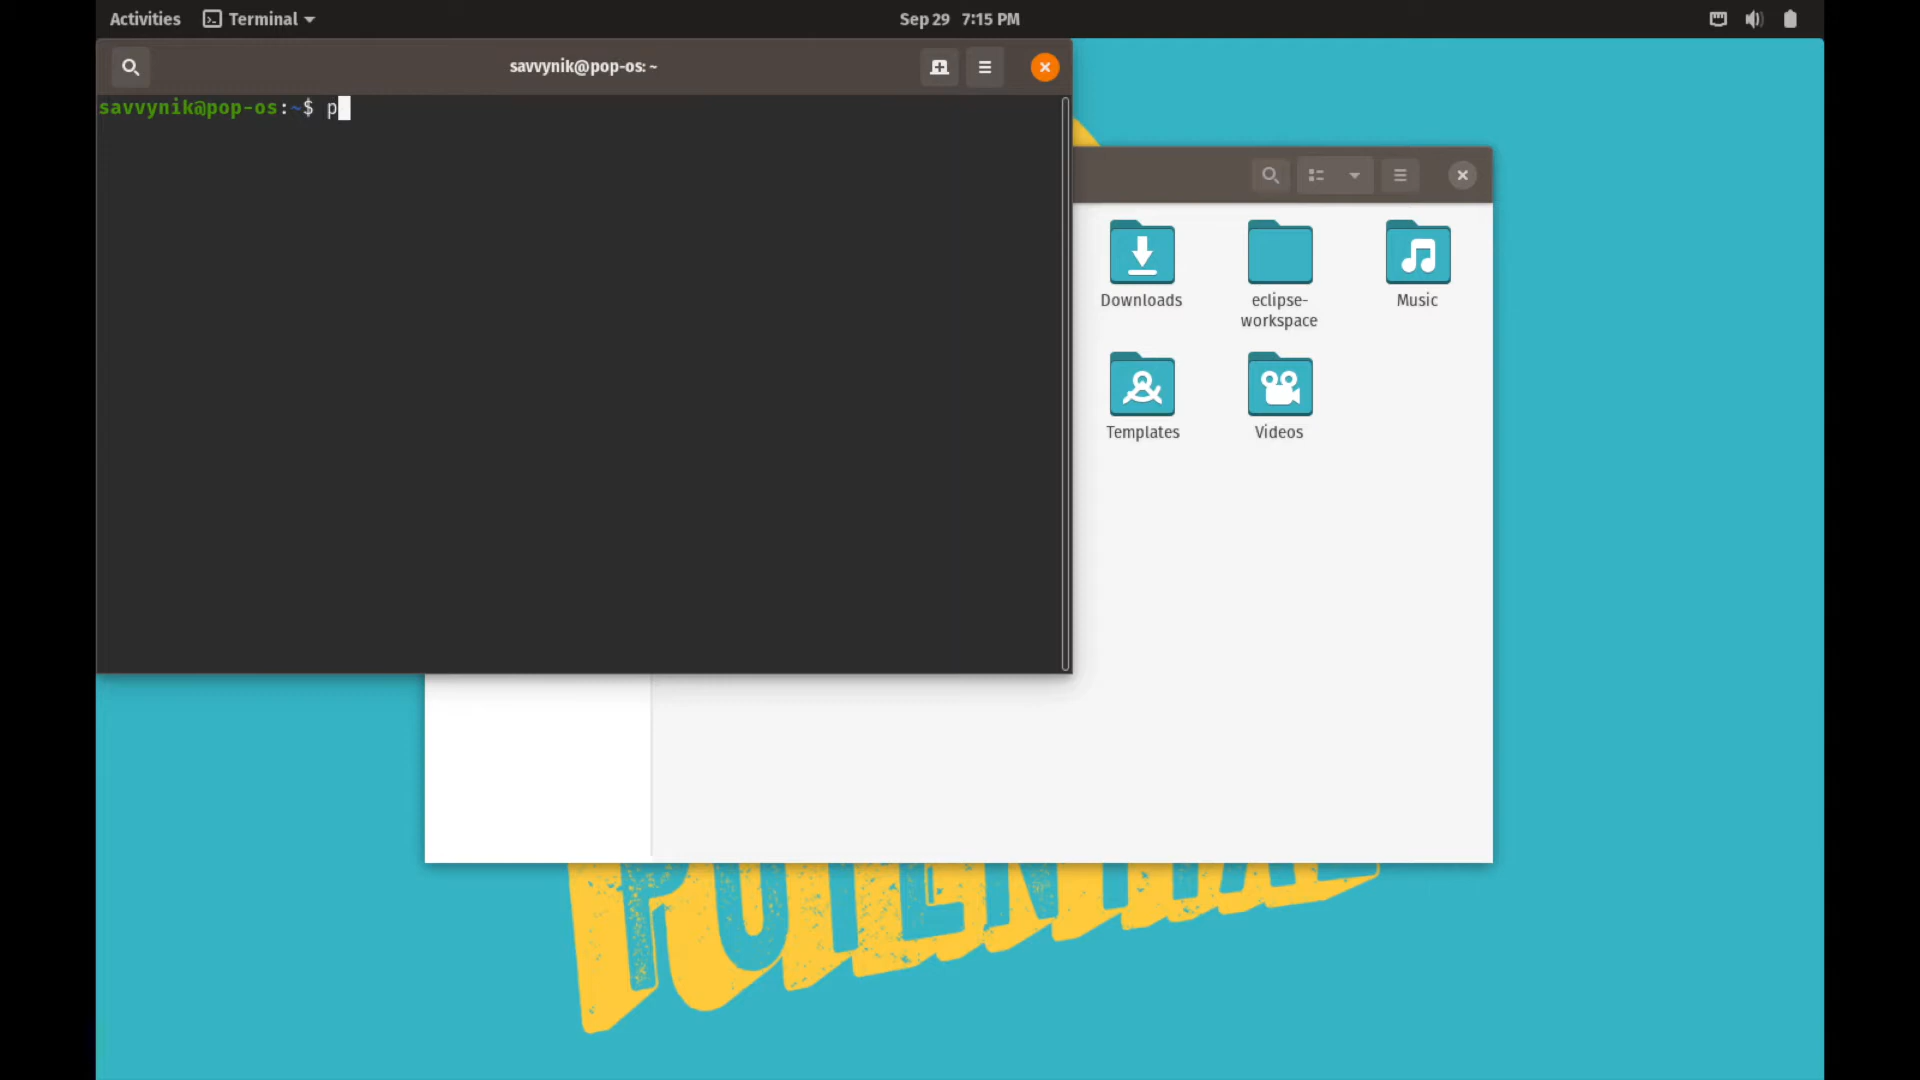 Activities Terminal Sep 29 7:15 PM
savvynik@pop-os: ~
savvynik@pop-os:~$ p
Downloads
eclipse-
workspace
Music
Templates
Videos
POTENTIAL